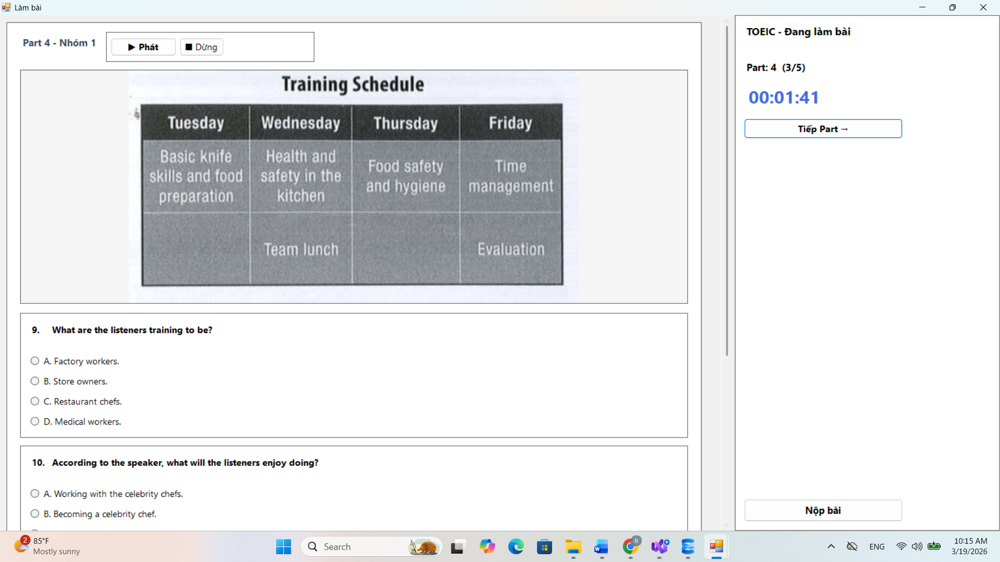 Làm bài
Part 4 - Nhóm 1
▶ Phát
■ Dừng
Training Schedule
Tuesday
Wednesday
Thursday
Friday
Basic knife
skills and food
preparation
Health and
safety in the
kitchen
Food safety
and hygiene
Time
management
Team lunch
Evaluation
9. What are the listeners training to be?
A. Factory workers.
B. Store owners.
C. Restaurant chefs.
D. Medical workers.
10. According to the speaker, what will the listeners enjoy doing?
A. Working with the celebrity chefs.
B. Becoming a celebrity chef.
TOEIC - Đang làm bài
Part: 4 (3/5)
00:01:41
Tiếp Part →
Nộp bài
2
85°F
Mostly sunny
Search
B
ENG
10:15 AM
3/19/2026